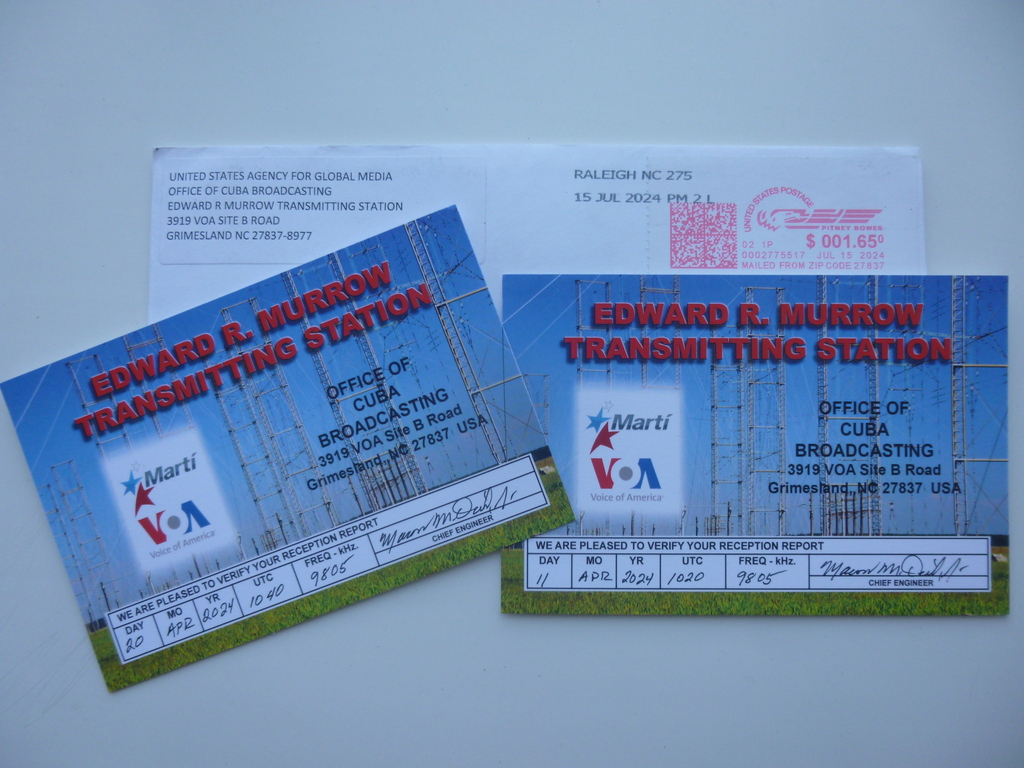 UNITED STATES AGENCY FOR GLOBAL MEDIA
OFFICE OF CUBA BROADCASTING
EDWARD R MURROW TRANSMITTING STATION
3919 VOA SITE B ROAD
GRIMESLAND NC 27837-8977
RALEIGH NC 275
15 JUL 2024 PM 2 L
UNITED STATES POSTAGE
PITNEY BOWES
02 1P
$ 001.65⁰
0002775517 JUL 15 2024
MAILED FROM ZIP CODE 27837
EDWARD R. MURROW
TRANSMITTING STATION
OFFICE OF
CUBA
BROADCASTING
3919 VOA Site B Road
Grimesland, NC 27837 USA
Martí
VOA
Voice of America
WE ARE PLEASED TO VERIFY YOUR RECEPTION REPORT
DAY MO YR UTC FREQ - kHz.
20 APR 2024 1040 9805
CHIEF ENGINEER
EDWARD R. MURROW
TRANSMITTING STATION
OFFICE OF
CUBA
BROADCASTING
3919 VOA Site B Road
Grimesland, NC 27837 USA
Martí
VOA
Voice of America
WE ARE PLEASED TO VERIFY YOUR RECEPTION REPORT
DAY MO YR UTC FREQ - kHz.
11 APR 2024 1020 9805
CHIEF ENGINEER